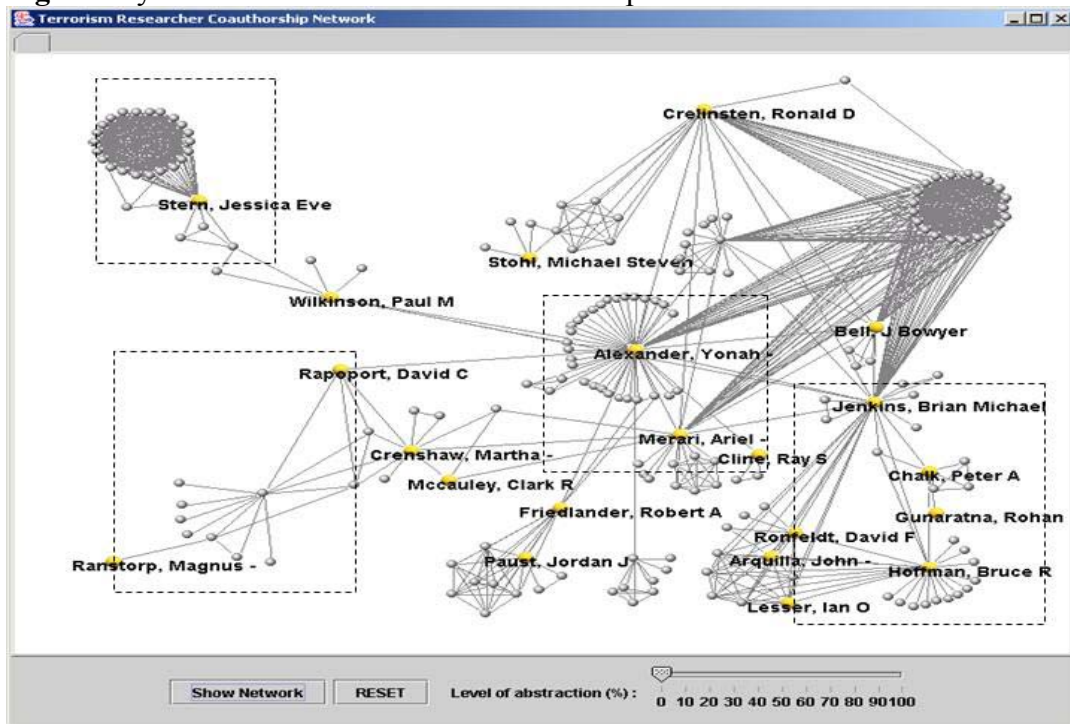 Terrorism Researcher Coauthorship Network
Crelinsten, Ronald D
Stern, Jessica Eve
Stohl, Michael Steven
Wilkinson, Paul M
Bell, J Bowyer
Alexander, Yonah -
Rapoport, David C
Jenkins, Brian Michael
Merari, Ariel -
Crenshaw, Martha -
Cline, Ray S
Mccauley, Clark R
Chalk, Peter A
Friedlander, Robert A
Gunaratna, Rohan
Ronfeldt, David F
Paust, Jordan J
Arquilla, John -
Ranstorp, Magnus -
Hoffman, Bruce R
Lesser, Ian O
Show Network
RESET
Level of abstraction (%) :
0 10 20 30 40 50 60 70 80 90 100